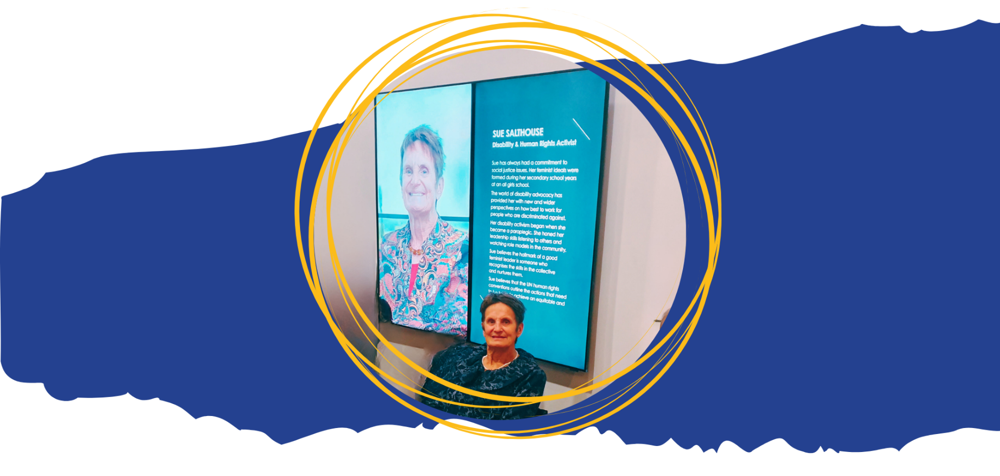 SUE SALTHOUSE
Disability & Human Rights Activist
Sue has always had a commitment to
social justice issues. Her feminist ideals were
formed during her secondary school years
at an all girls school.
The world of disability advocacy has
provided her with new and wider
perspectives on how best to work for
people who are discriminated against.
Her disability activism began when she
became a paraplegic. She honed her
leadership skills listening to others and
watching role models in the community.
Sue believes the hallmark of a good
feminist leader is someone who
recognises the skills in the collective
and nurtures them.
Sue believes that the UN human rights
conventions outline the actions that need
achieve an equitable and